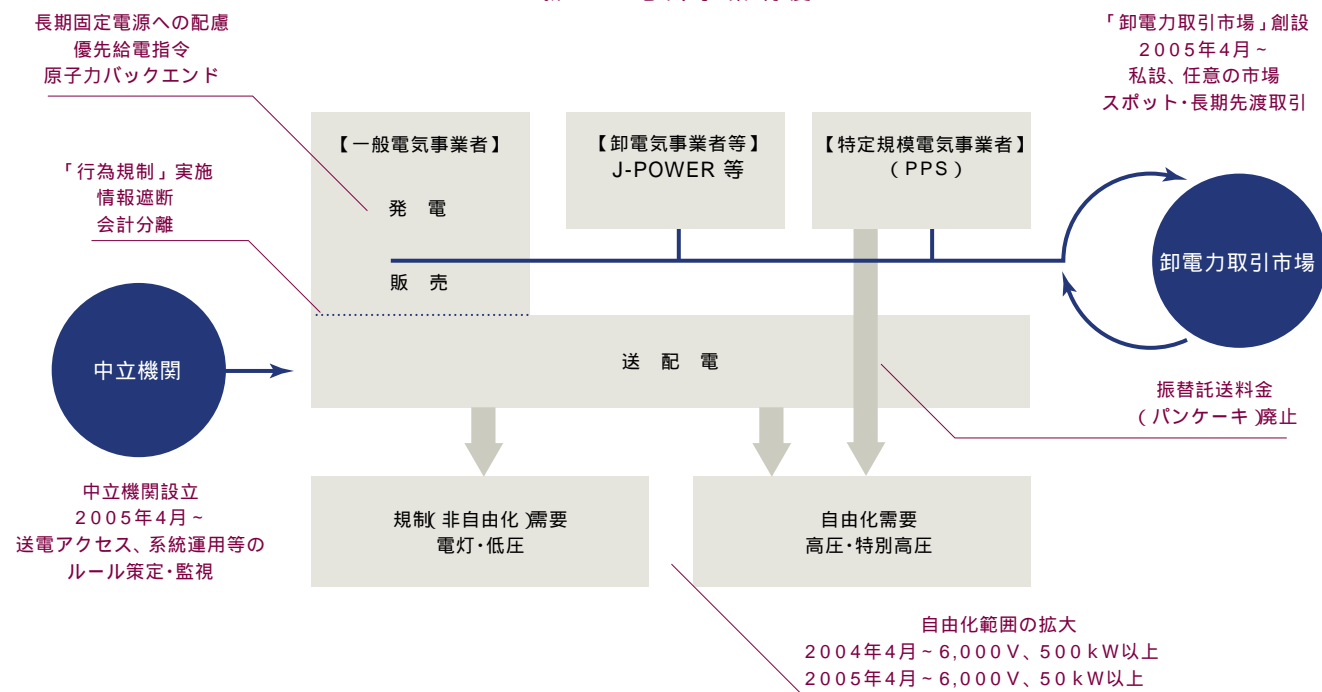 長期固定電源への配慮
優先給電指令
原子力バックエンド
「卸電力取引市場」創設
2005年4月~
私設、任意の市場
スポット・長期先渡取引
「行為規制」実施
情報遮断
会計分離
【一般電気事業者】
発 電
販 売
【卸電気事業者等】
J-POWER 等
【特定規模電気事業者】
(PPS)
卸電力取引市場
中立機関
送 配 電
振替託送料金
(パンケーキ)廃止
中立機関設立
2005年4月~
送電アクセス、系統運用等の
ルール策定・監視
規制(非自由化)需要
電灯・低圧
自由化需要
高圧・特別高圧
自由化範囲の拡大
2004年4月~6,000V、500kW以上
2005年4月~6,000V、50kW以上